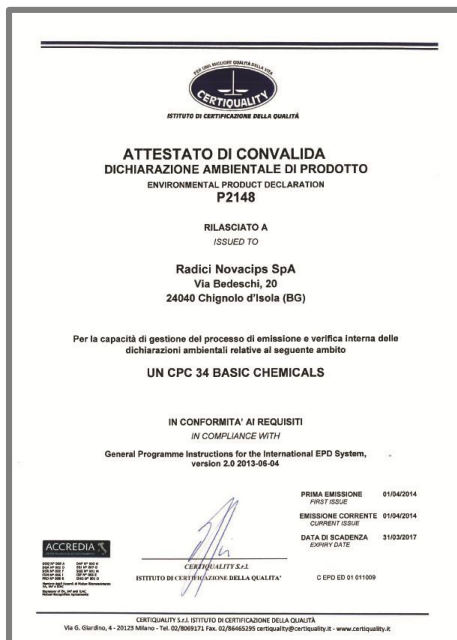 PER UNA MIGLIORE QUALITÀ DELLA VITA
CERTIQUALITY
ISTITUTO DI CERTIFICAZIONE DELLA QUALITÀ
ATTESTATO DI CONVALIDA
DICHIARAZIONE AMBIENTALE DI PRODOTTO
ENVIRONMENTAL PRODUCT DECLARATION
P2148
RILASCIATO A
ISSUED TO
Radici Novacips SpA
Via Bedeschi, 20
24040 Chignolo d'Isola (BG)
Per la capacità di gestione del processo di emissione e verifica interna delle
dichiarazioni ambientali relative al seguente ambito
UN CPC 34 BASIC CHEMICALS
IN CONFORMITA' AI REQUISITI
IN COMPLIANCE WITH
General Programme Instructions for the International EPD System,
version 2.0 2013-06-04
PRIMA EMISSIONE 01/04/2014
FIRST ISSUE
EMISSIONE CORRENTE 01/04/2014
CURRENT ISSUE
DATA DI SCADENZA 31/03/2017
EXPIRY DATE
ACCREDIA
CERTIQUALITY S.r.l.
ISTITUTO DI CERTIFICAZIONE DELLA QUALITA'
C EPD ED 01 011009
CERTIQUALITY S.r.l. ISTITUTO DI CERTIFICAZIONE DELLA QUALITÀ
Via G. Giardino, 4 - 20123 Milano - Tel. 02/8069171 Fax. 02/86465295 certiquality@certiquality.it - www.certiquality.it